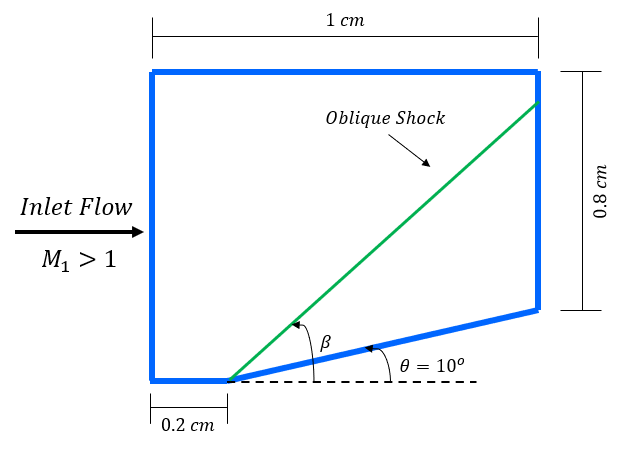 1 cm
Oblique Shock
0.8 cm
Inlet Flow
M₁ > 1
β
θ = 10ᵒ
0.2 cm